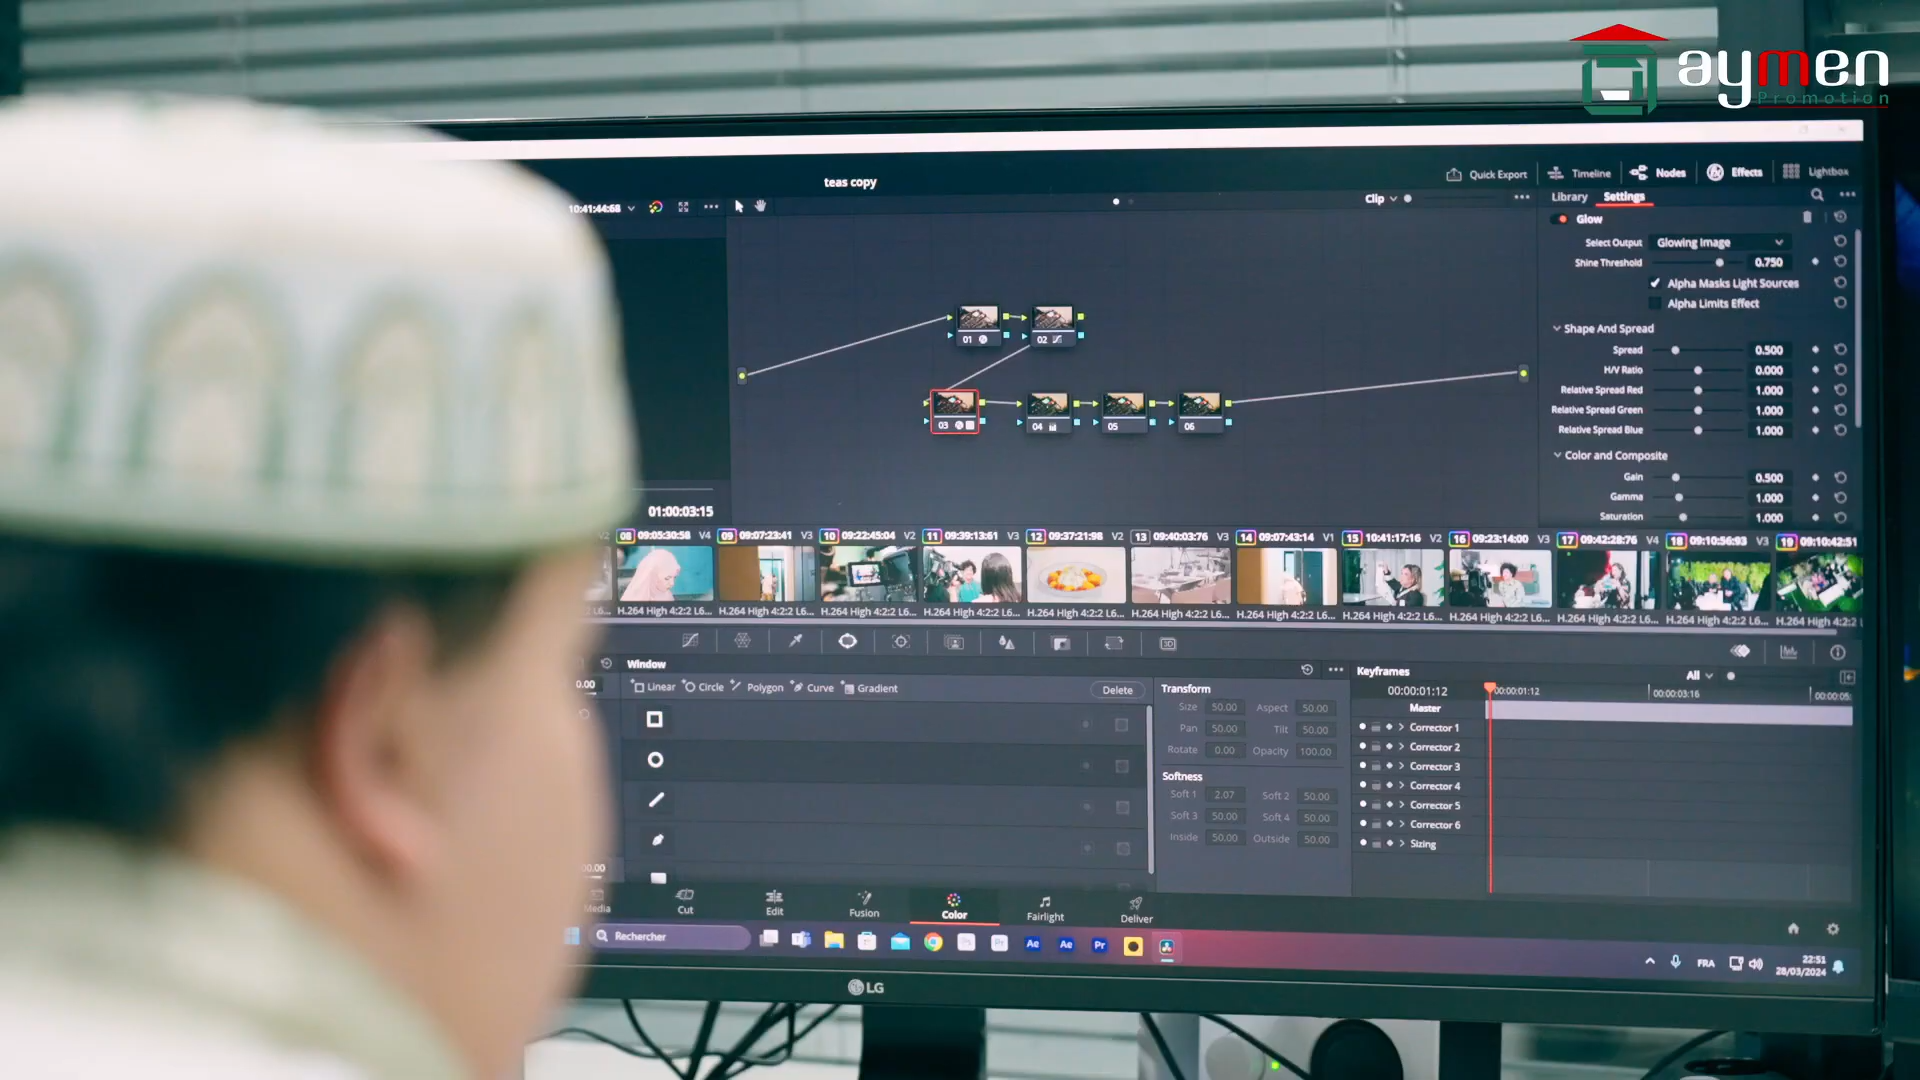 aymen
Promotion
teas copy
Quick Export
Timeline
Nodes
Effects
Lightbox
10:41:44:68
Clip
Library
Settings
Glow
Select Output
Glowing Image
Shine Threshold
0.750
Alpha Masks Light Sources
Alpha Limits Effect
01
02
03
04
05
06
Shape And Spread
Spread
0.500
H/V Ratio
0.000
Relative Spread Red
1.000
Relative Spread Green
1.000
Relative Spread Blue
1.000
Color and Composite
Gain
0.500
Gamma
1.000
Saturation
1.000
01:00:03:15
V2
08 09:05:30:58 V4
09 09:07:23:41 V3
10 09:22:45:04 V2
11 09:39:13:61 V3
12 09:37:21:98 V2
13 09:40:03:76 V3
14 09:07:43:14 V1
15 10:41:17:16 V2
16 09:23:14:00 V3
17 09:42:28:76 V4
18 09:10:56:93 V3
19 09:10:42:51
L6...
H.264 High 4:2:2 L6...
H.264 High 4:2:2 L6...
H.264 High 4:2:2 L6...
H.264 High 4:2:2 L6...
H.264 High 4:2:2 L6...
H.264 High 4:2:2 L6...
H.264 High 4:2:2 L6...
H.264 High 4:2:2 L6...
H.264 High 4:2:2 L6...
H.264 High 4:2:2 L6...
H.264 High 4:2:2 L6...
H.264 High 4:2:2 L6
3D
0.00
Window
Linear
Circle
Polygon
Curve
Gradient
Delete
Transform
Size 50.00 Aspect 50.00
Pan 50.00 Tilt 50.00
Rotate 0.00 Opacity 100.00
Softness
Soft 1 2.07 Soft 2 50.00
Soft 3 50.00 Soft 4 50.00
Inside 50.00 Outside 50.00
Keyframes
All
00:00:01:12
00:00:01:12
00:00:03:16
00:00:05:
Master
Corrector 1
Corrector 2
Corrector 3
Corrector 4
Corrector 5
Corrector 6
Sizing
00.00
Media
Cut
Edit
Fusion
Color
Fairlight
Deliver
Rechercher
Ae
Ae
Pr
FRA
22:51
28/03/2024
LG